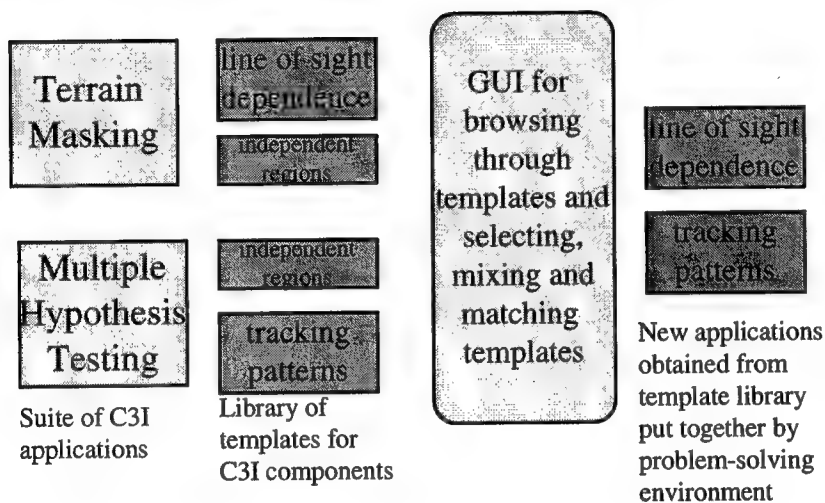 Terrain
Masking
line of sight
dependence
independent
regions
Multiple
Hypothesis
Testing
independent
regions
tracking
patterns
Suite of C3I
applications
Library of
templates for
C3I components
GUI for
browsing
through
templates and
selecting,
mixing and
matching
templates
line of sight
dependence
tracking
patterns
New applications
obtained from
template library
put together by
problem-solving
environment